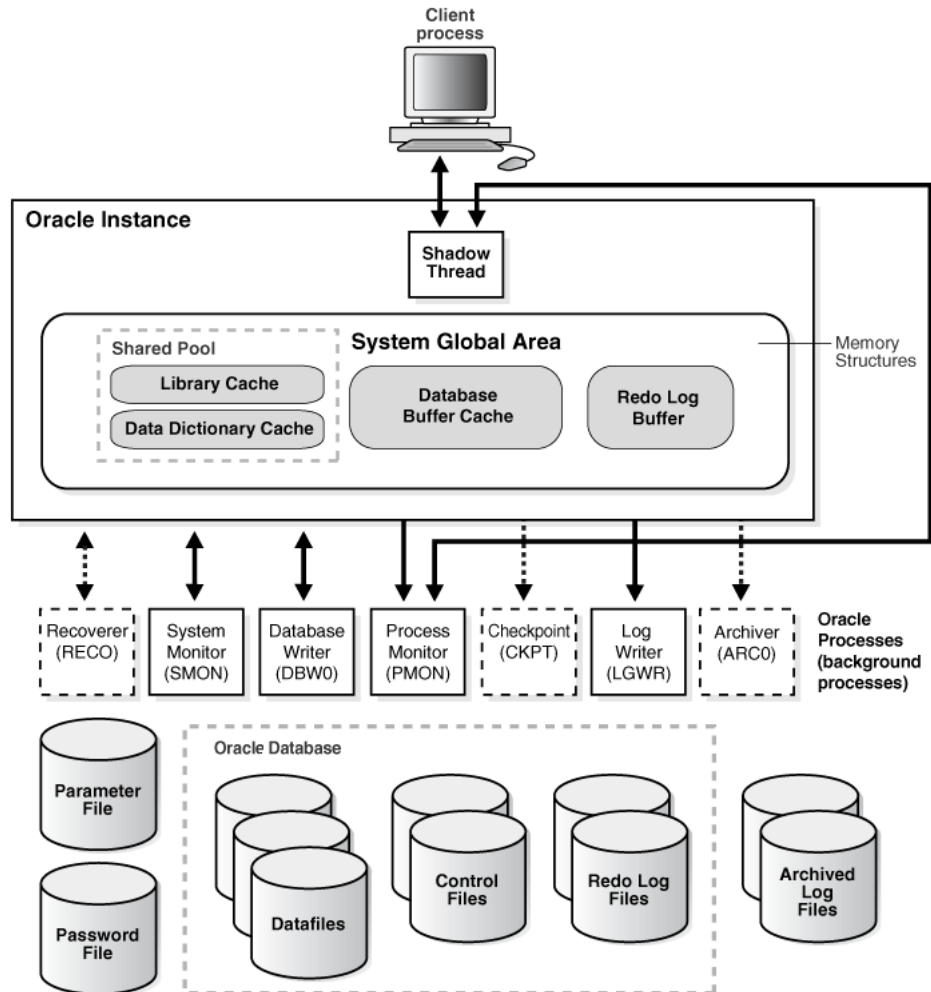 Client
process
Oracle Instance
Shadow
Thread
Shared Pool
System Global Area
Memory
Structures
Library Cache
Data Dictionary Cache
Database
Buffer Cache
Redo Log
Buffer
Recoverer
(RECO)
System
Monitor
(SMON)
Database
Writer
(DBW0)
Process
Monitor
(PMON)
Checkpoint
(CKPT)
Log
Writer
(LGWR)
Archiver
(ARC0)
Oracle
Processes
(background
processes)
Parameter
File
Password
File
Oracle Database
Datafiles
Control
Files
Redo Log
Files
Archived
Log
Files